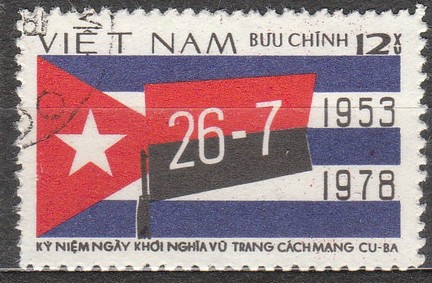 VIỆT NAM BƯU CHÍNH 12XU
26-7
1953
1978
KỶ NIỆM NGÀY KHỞI NGHĨA VŨ TRANG CÁCH MẠNG CU-BA